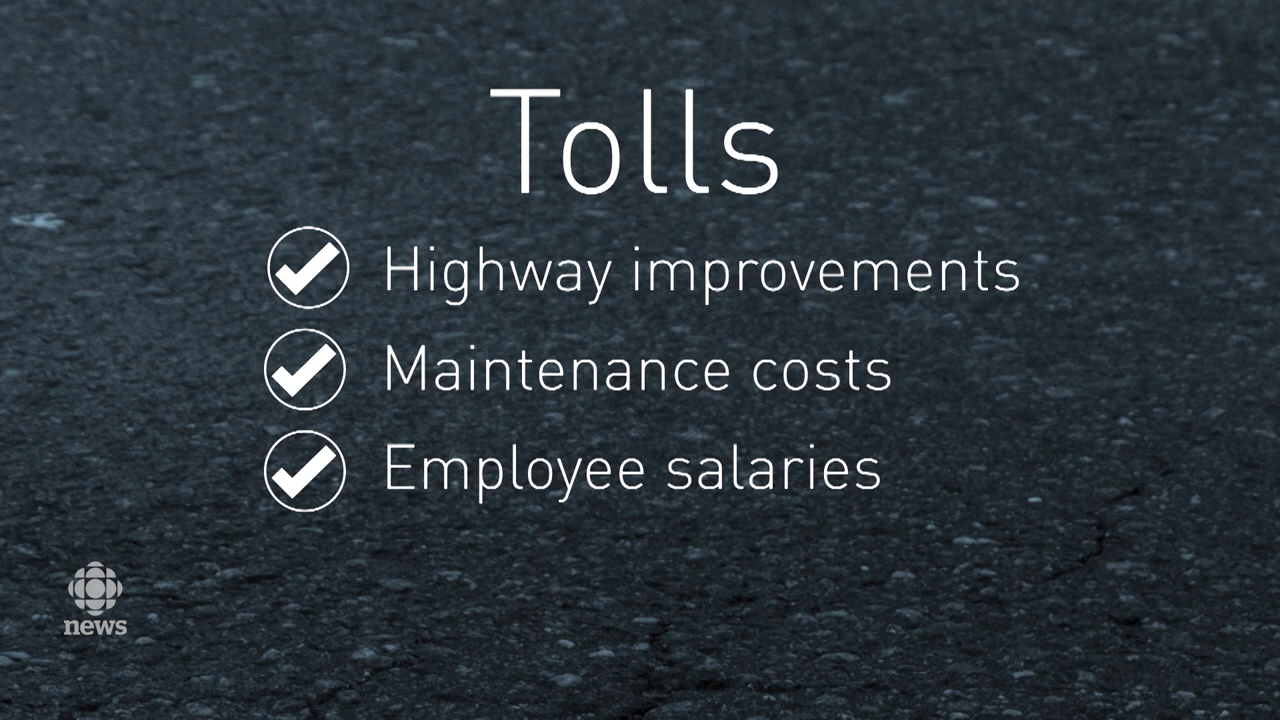 Tolls
Highway improvements
Maintenance costs
Employee salaries
news